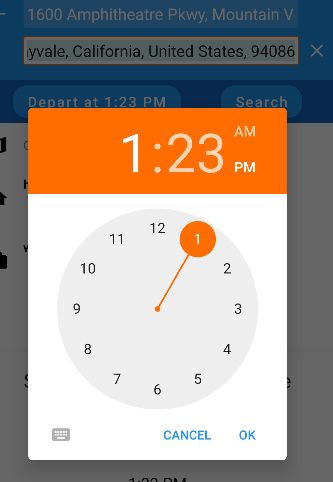 1600 Amphitheatre Pkwy, Mountain V
yvale, California, United States, 94086
Depart at 1:23 PM
Search
1:23
AM
PM
12
11
1
10
2
9
3
8
4
7
5
6
CANCEL
OK